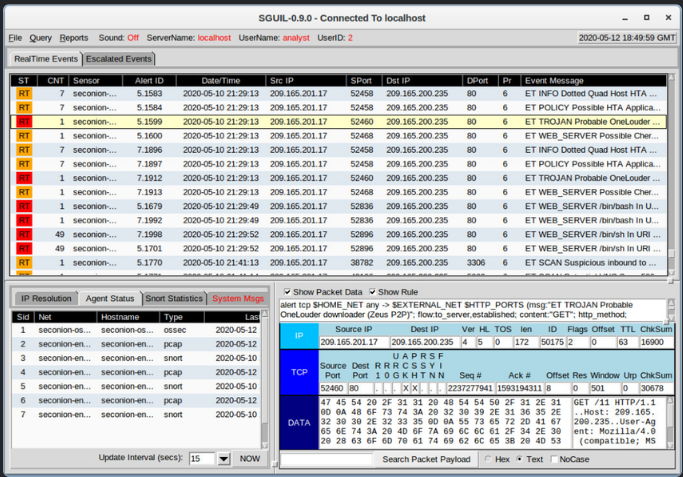 SGUIL-0.9.0 - Connected To localhost
File Query Reports Sound: Off ServerName: localhost UserName: analyst UserID: 2 2020-05-12 18:49:59 GMT
RealTime Events Escalated Events
ST CNT Sensor Alert ID Date/Time Src IP SPort Dst IP DPort Pr Event Message
RT 7 seconion-... 5.1583 2020-05-10 21:29:13 209.165.201.17 52458 209.165.200.235 80 6 ET INFO Dotted Quad Host HTA ...
RT 7 seconion-... 5.1584 2020-05-10 21:29:13 209.165.201.17 52458 209.165.200.235 80 6 ET POLICY Possible HTA Applica...
RT 1 seconion-... 5.1599 2020-05-10 21:29:13 209.165.201.17 52460 209.165.200.235 80 6 ET TROJAN Probable OneLouder ...
RT 1 seconion-... 5.1600 2020-05-10 21:29:13 209.165.201.17 52468 209.165.200.235 80 6 ET WEB_SERVER Possible Cher...
RT 7 seconion-... 7.1896 2020-05-10 21:29:13 209.165.201.17 52458 209.165.200.235 80 6 ET INFO Dotted Quad Host HTA ...
RT 7 seconion-... 7.1897 2020-05-10 21:29:13 209.165.201.17 52458 209.165.200.235 80 6 ET POLICY Possible HTA Applica...
RT 1 seconion-... 7.1912 2020-05-10 21:29:13 209.165.201.17 52460 209.165.200.235 80 6 ET TROJAN Probable OneLouder ...
RT 1 seconion-... 7.1913 2020-05-10 21:29:13 209.165.201.17 52468 209.165.200.235 80 6 ET WEB_SERVER Possible Cher...
RT 1 seconion-... 5.1679 2020-05-10 21:29:49 209.165.201.17 52836 209.165.200.235 80 6 ET WEB_SERVER /bin/bash In U...
RT 1 seconion-... 7.1992 2020-05-10 21:29:49 209.165.201.17 52836 209.165.200.235 80 6 ET WEB_SERVER /bin/bash In U...
RT 49 seconion-... 7.1998 2020-05-10 21:29:52 209.165.201.17 52896 209.165.200.235 80 6 ET WEB_SERVER /bin/sh In URI ...
RT 49 seconion-... 5.1701 2020-05-10 21:29:52 209.165.201.17 52896 209.165.200.235 80 6 ET WEB_SERVER /bin/sh In URI ...
RT 1 seconion-... 5.1770 2020-05-10 21:41:13 209.165.201.17 38782 209.165.200.235 3306 6 ET SCAN Suspicious inbound to ...
IP Resolution Agent Status Snort Statistics System Msgs
Sid Net Hostname Type Last
1 seconion-os... seconion-os... ossec 2020-05-12
2 seconion-en... seconion-en... pcap 2020-05-12
3 seconion-en... seconion-en... snort 2020-05-10
4 seconion-en... seconion-en... pcap 2020-05-12
5 seconion-en... seconion-en... snort 2020-05-10
6 seconion-en... seconion-en... pcap 2020-05-12
7 seconion-en... seconion-en... snort 2020-05-10
Update Interval (secs): 15 NOW
Show Packet Data Show Rule
alert tcp $HOME_NET any -> $EXTERNAL_NET $HTTP_PORTS (msg:"ET TROJAN Probable
OneLouder downloader (Zeus P2P)"; flow:to_server,established; content:"GET"; http_method;
IP
Source IP Dest IP Ver HL TOS len ID Flags Offset TTL ChkSum
209.165.201.17 209.165.200.235 4 5 0 172 50175 2 0 63 16900
TCP
U A P R S F
Source Dest R R R C S S Y I
Port Port 1 0 G K H T N N Seq # Ack # Offset Res Window Urp ChkSum
52460 80 . . . X X . . . 2237277941 1593194311 8 0 501 0 30678
DATA
47 45 54 20 2F 31 31 20 48 54 54 50 2F 31 2E 31 GET /11 HTTP/1.1
0D 0A 48 6F 73 74 3A 20 32 30 39 2E 31 36 35 2E ..Host: 209.165.
32 30 30 2E 32 33 35 0D 0A 55 73 65 72 2D 41 67 200.235..User-Ag
65 6E 74 3A 20 4D 6F 7A 69 6C 6C 61 2F 34 2E 30 ent: Mozilla/4.0
20 28 63 6F 6D 70 61 74 69 62 6C 65 3B 20 4D 53 (compatible; MS
Search Packet Payload Hex Text NoCase